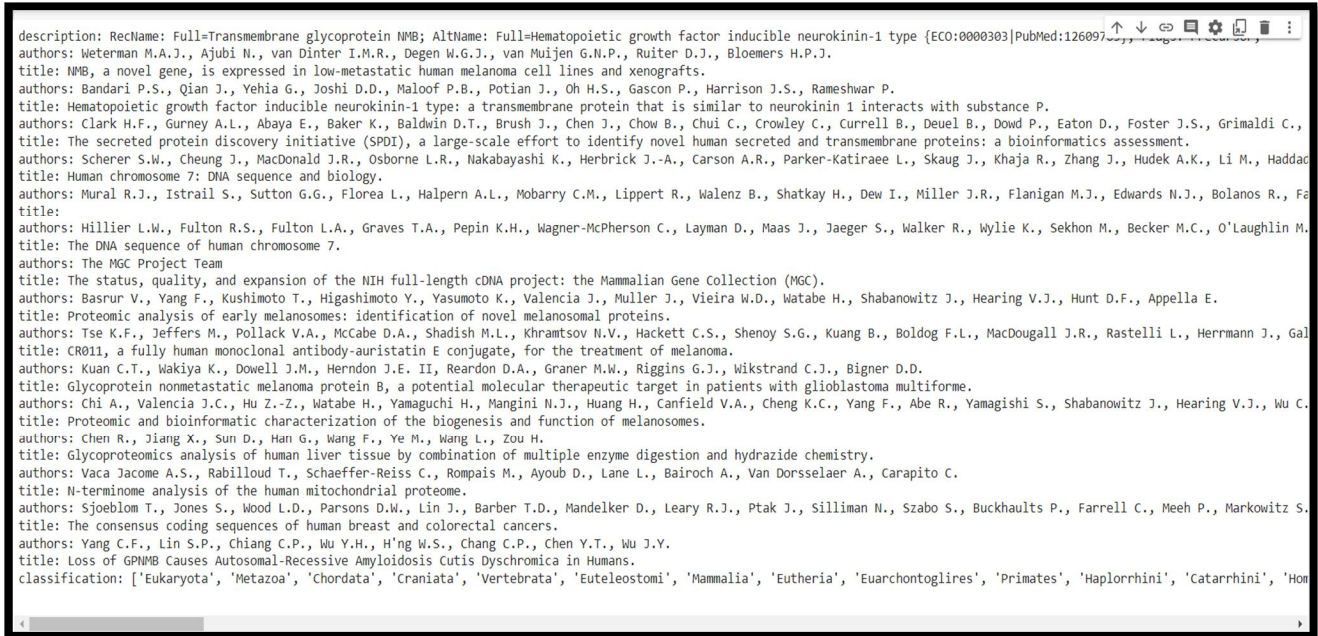 description: RecName: Full=Transmembrane glycoprotein NMB; AltName: Full=Hematopoietic growth factor inducible neurokinin-1 type {ECO:0000303|PubMed:12609765}; Flags: Precursor;
authors: Weterman M.A.J., Ajubi N., van Dinter I.M.R., Degen W.G.J., van Muijen G.N.P., Ruiter D.J., Bloemers H.P.J.
title: NMB, a novel gene, is expressed in low-metastatic human melanoma cell lines and xenografts.
authors: Bandari P.S., Qian J., Yehia G., Joshi D.D., Maloof P.B., Potian J., Oh H.S., Gascon P., Harrison J.S., Rameshwar P.
title: Hematopoietic growth factor inducible neurokinin-1 type: a transmembrane protein that is similar to neurokinin 1 interacts with substance P.
authors: Clark H.F., Gurney A.L., Abaya E., Baker K., Baldwin D.T., Brush J., Chen J., Chow B., Chui C., Crowley C., Currell B., Deuel B., Dowd P., Eaton D., Foster J.S., Grimaldi C.,
title: The secreted protein discovery initiative (SPDI), a large-scale effort to identify novel human secreted and transmembrane proteins: a bioinformatics assessment.
authors: Scherer S.W., Cheung J., MacDonald J.R., Osborne L.R., Nakabayashi K., Herbrick J.-A., Carson A.R., Parker-Katiraee L., Skaug J., Khaja R., Zhang J., Hudek A.K., Li M., Haddad
title: Human chromosome 7: DNA sequence and biology.
authors: Mural R.J., Istrail S., Sutton G.G., Florea L., Halpern A.L., Mobarry C.M., Lippert R., Walenz B., Shatkay H., Dew I., Miller J.R., Flanigan M.J., Edwards N.J., Bolanos R., Fa
title:
authors: Hillier L.W., Fulton R.S., Fulton L.A., Graves T.A., Pepin K.H., Wagner-McPherson C., Layman D., Maas J., Jaeger S., Walker R., Wylie K., Sekhon M., Becker M.C., O'Laughlin M.
title: The DNA sequence of human chromosome 7.
authors: The MGC Project Team
title: The status, quality, and expansion of the NIH full-length cDNA project: the Mammalian Gene Collection (MGC).
authors: Basrur V., Yang F., Kushimoto T., Higashimoto Y., Yasumoto K., Valencia J., Muller J., Vieira W.D., Watabe H., Shabanowitz J., Hearing V.J., Hunt D.F., Appella E.
title: Proteomic analysis of early melanosomes: identification of novel melanosomal proteins.
authors: Tse K.F., Jeffers M., Pollack V.A., McCabe D.A., Shadish M.L., Khramtsov N.V., Hackett C.S., Shenoy S.G., Kuang B., Boldog F.L., MacDougall J.R., Rastelli L., Herrmann J., Gal
title: CR011, a fully human monoclonal antibody-auristatin E conjugate, for the treatment of melanoma.
authors: Kuan C.T., Wakiya K., Dowell J.M., Herndon J.E. II, Reardon D.A., Graner M.W., Riggins G.J., Wikstrand C.J., Bigner D.D.
title: Glycoprotein nonmetastatic melanoma protein B, a potential molecular therapeutic target in patients with glioblastoma multiforme.
authors: Chi A., Valencia J.C., Hu Z.-Z., Watabe H., Yamaguchi H., Mangini N.J., Huang H., Canfield V.A., Cheng K.C., Yang F., Abe R., Yamagishi S., Shabanowitz J., Hearing V.J., Wu C.
title: Proteomic and bioinformatic characterization of the biogenesis and function of melanosomes.
authors: Chen R., Jiang X., Sun D., Han G., Wang F., Ye M., Wang L., Zou H.
title: Glycoproteomics analysis of human liver tissue by combination of multiple enzyme digestion and hydrazide chemistry.
authors: Vaca Jacome A.S., Rabilloud T., Schaeffer-Reiss C., Rompais M., Ayoub D., Lane L., Bairoch A., Van Dorsselaer A., Carapito C.
title: N-terminome analysis of the human mitochondrial proteome.
authors: Sjoeblom T., Jones S., Wood L.D., Parsons D.W., Lin J., Barber T.D., Mandelker D., Leary R.J., Ptak J., Silliman N., Szabo S., Buckhaults P., Farrell C., Meeh P., Markowitz S.
title: The consensus coding sequences of human breast and colorectal cancers.
authors: Yang C.F., Lin S.P., Chiang C.P., Wu Y.H., H'ng W.S., Chang C.P., Chen Y.T., Wu J.Y.
title: Loss of GPNMB Causes Autosomal-Recessive Amyloidosis Cutis Dyschromica in Humans.
classification: ['Eukaryota', 'Metazoa', 'Chordata', 'Craniata', 'Vertebrata', 'Euteleostomi', 'Mammalia', 'Eutheria', 'Euarchontoglires', 'Primates', 'Haplorrhini', 'Catarrhini', 'Hom